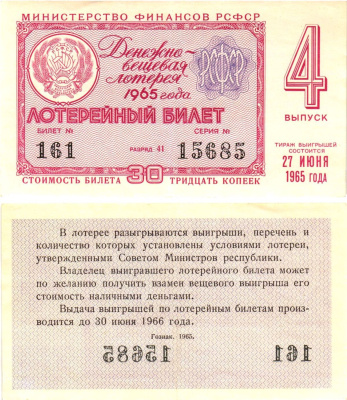 МИНИСТЕРСТВО ФИНАНСОВ РСФСР
Денежно-
вещевая
лотерея
1965 года
РСФСР
4
ВЫПУСК
ЛОТЕРЕЙНЫЙ БИЛЕТ
БИЛЕТ №
СЕРИЯ №
161
РАЗРЯД 41
15685
ТИРАЖ ВЫИГРЫШЕЙ
СОСТОИТСЯ
27 ИЮНЯ
1965 ГОДА
СТОИМОСТЬ БИЛЕТА 30 ТРИДЦАТЬ КОПЕЕК
В лотерее разыгрываются выигрыши, перечень и
количество которых установлены условиями лотереи,
утвержденными Советом Министров республики.
Владелец выигравшего лотерейного билета может
по желанию получить взамен вещевого выигрыша его
стоимость наличными деньгами.
Выдача выигрышей по лотерейным билетам произ-
водится до 30 июня 1966 года.
Гознак. 1965.
15685
161